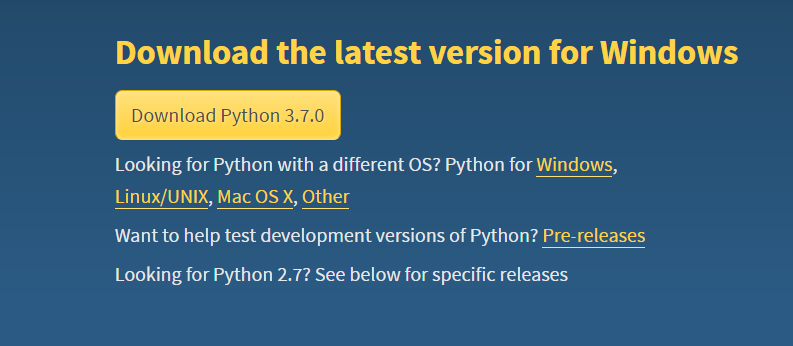 Download the latest version for Windows
Download Python 3.7.0
Looking for Python with a different OS? Python for Windows,
Linux/UNIX, Mac OS X, Other
Want to help test development versions of Python? Pre-releases
Looking for Python 2.7? See below for specific releases